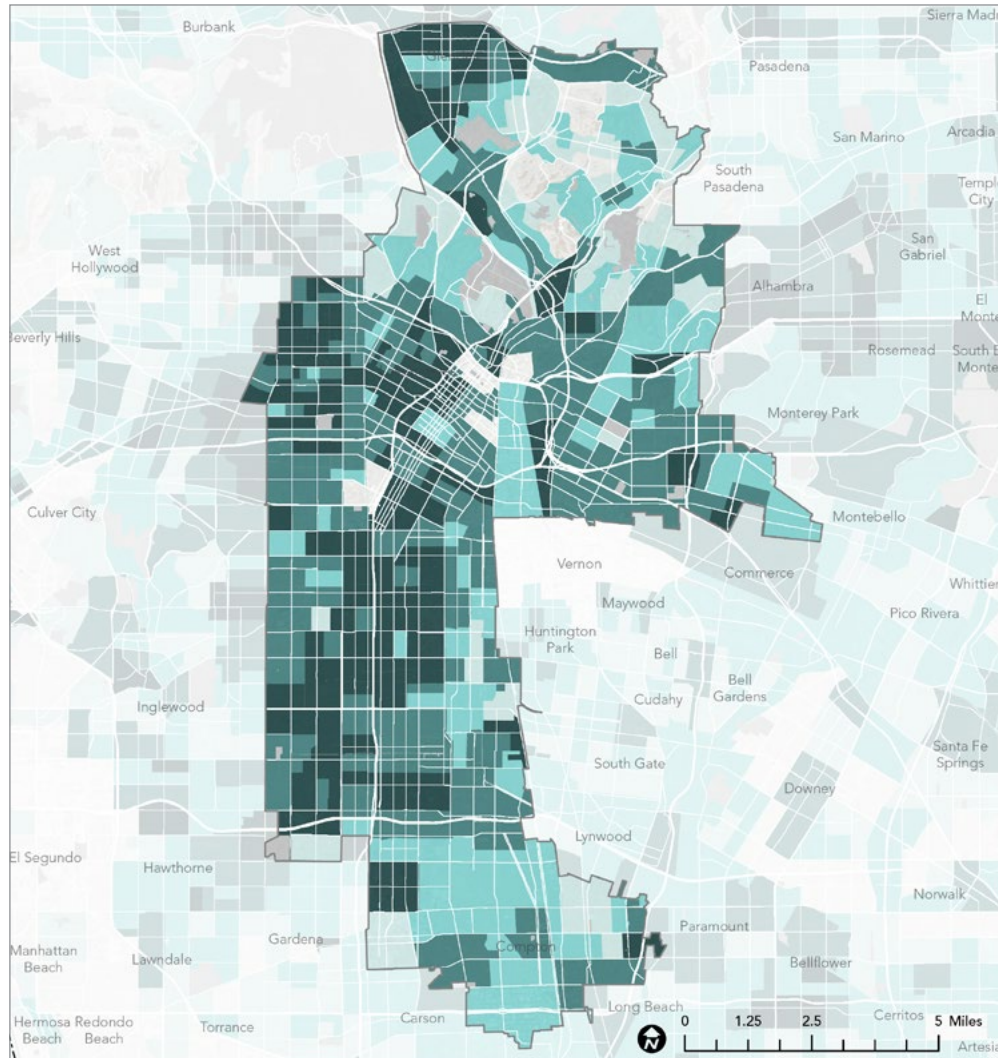 Burbank
Sierra Madre
Pasadena
San Marino
Arcadia
South
Pasadena
Templ
City
West
Hollywood
San
Gabriel
Alhambra
El
Monte
Beverly Hills
Rosemead
South E
Monte
Monterey Park
Culver City
Montebello
Vernon
Commerce
Whittier
Maywood
Pico Rivera
Huntington
Park
Bell
Bell
Gardens
Cudahy
Inglewood
Santa Fe
Springs
South Gate
Downey
Lynwood
El Segundo
Hawthorne
Norwalk
Paramount
Gardena
Compton
Manhattan
Beach
Lawndale
Bellflower
Long Beach
Carson
Cerritos
Hermosa
Beach
Redondo
Beach
Torrance
Artesia
N
0 1.25 2.5 5 Miles